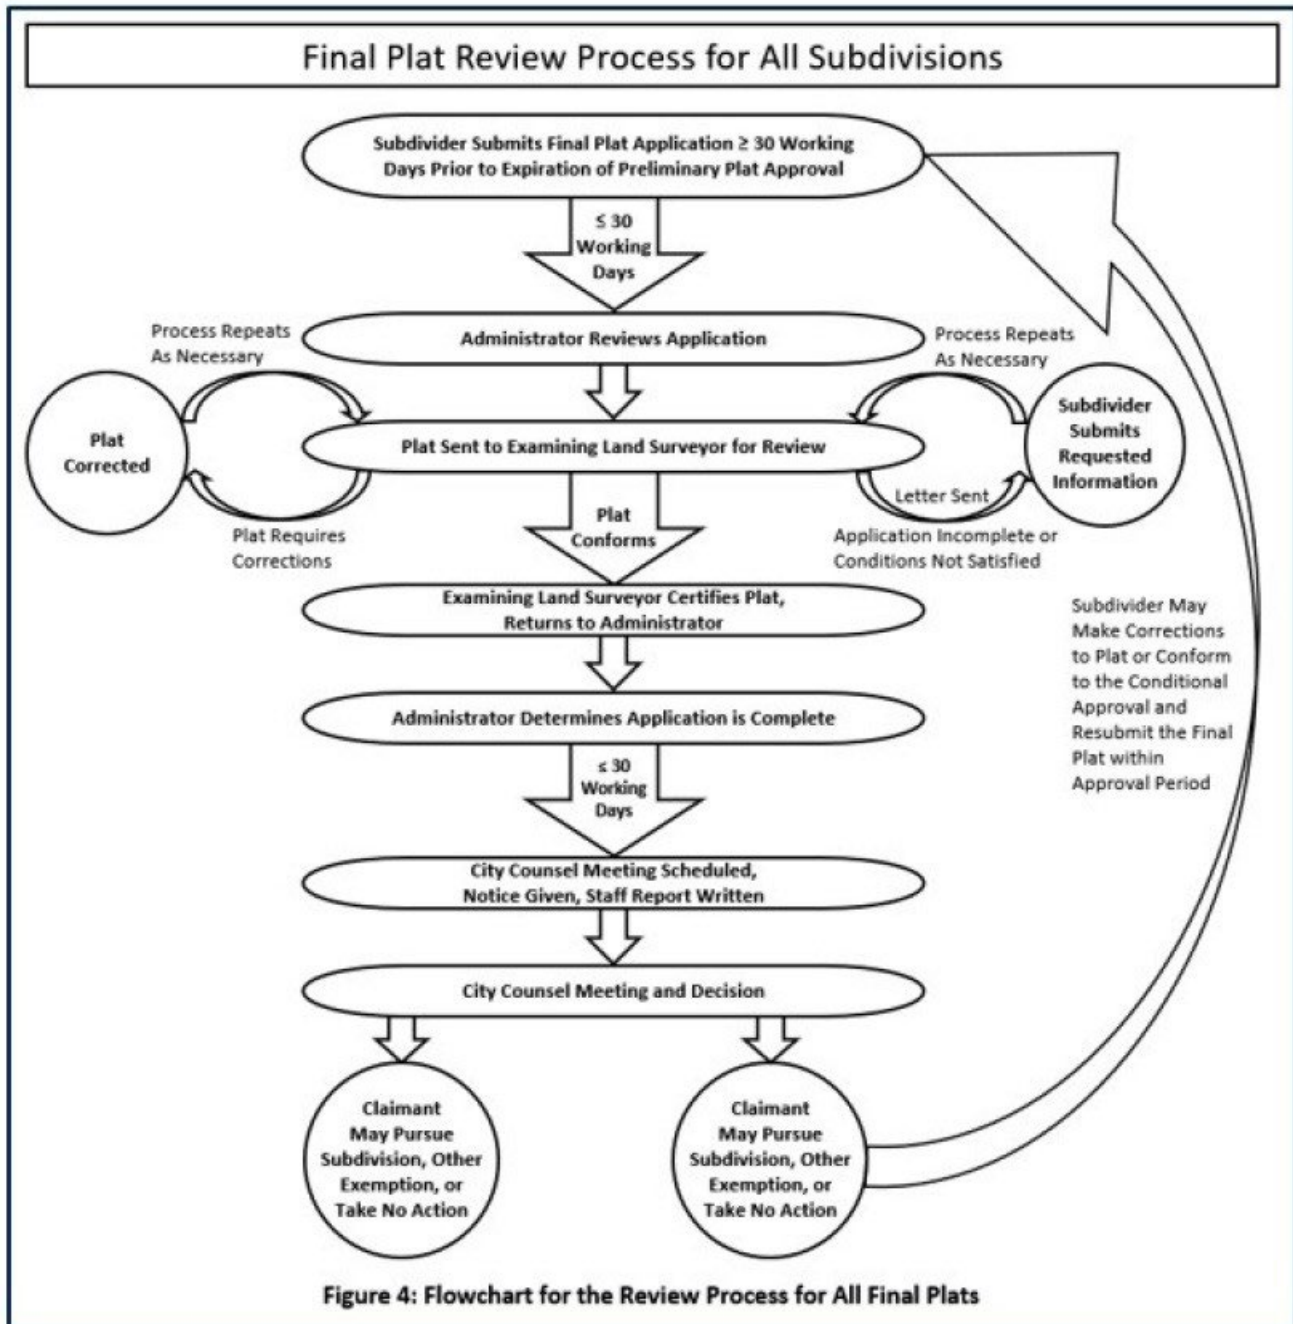 Final Plat Review Process for All Subdivisions
Subdivider Submits Final Plat Application ≥ 30 Working
Days Prior to Expiration of Preliminary Plat Approval
≤ 30
Working
Days
Process Repeats
As Necessary
Administrator Reviews Application
Process Repeats
As Necessary
Plat
Corrected
Plat Sent to Examining Land Surveyor for Review
Subdivider
Submits
Requested
Information
Plat Requires
Corrections
Plat
Conforms
Letter Sent
Application Incomplete or
Conditions Not Satisfied
Examining Land Surveyor Certifies Plat,
Returns to Administrator
Subdivider May
Make Corrections
to Plat or Conform
to the Conditional
Approval and
Resubmit the Final
Plat within
Approval Period
Administrator Determines Application is Complete
≤ 30
Working
Days
City Counsel Meeting Scheduled,
Notice Given, Staff Report Written
City Counsel Meeting and Decision
Claimant
May Pursue
Subdivision, Other
Exemption, or
Take No Action
Claimant
May Pursue
Subdivision, Other
Exemption, or
Take No Action
Figure 4: Flowchart for the Review Process for All Final Plats